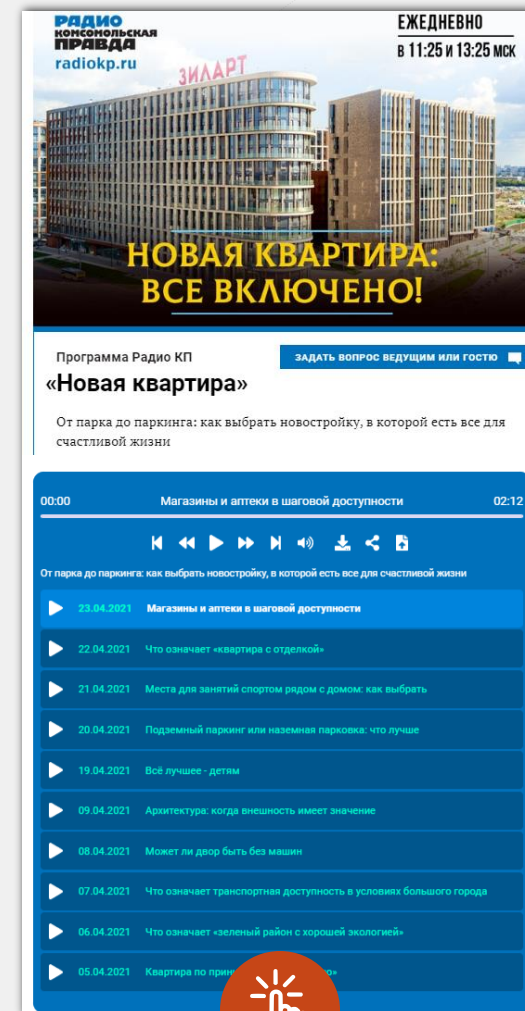 РАДИО
КОМСОМОЛЬСКАЯ
ПРАВДА
radiokp.ru
ЕЖЕДНЕВНО
В 11:25 И 13:25 МСК
ЗИЛАРТ
НОВАЯ КВАРТИРА:
ВСЕ ВКЛЮЧЕНО!
Программа Радио КП
ЗАДАТЬ ВОПРОС ВЕДУЩИМ ИЛИ ГОСТЮ
«Новая квартира»
От парка до паркинга: как выбрать новостройку, в которой есть все для
счастливой жизни
00:00 Магазины и аптеки в шаговой доступности 02:12
От парка до паркинга: как выбрать новостройку, в которой есть все для счастливой жизни
23.04.2021 Магазины и аптеки в шаговой доступности
22.04.2021 Что означает «квартира с отделкой»
21.04.2021 Места для занятий спортом рядом с домом: как выбрать
20.04.2021 Подземный паркинг или наземная парковка: что лучше
19.04.2021 Всё лучшее - детям
09.04.2021 Архитектура: когда внешность имеет значение
08.04.2021 Может ли двор быть без машин
07.04.2021 Что означает транспортная доступность в условиях большого города
06.04.2021 Что означает «зеленый район с хорошей экологией»
05.04.2021 Квартира по